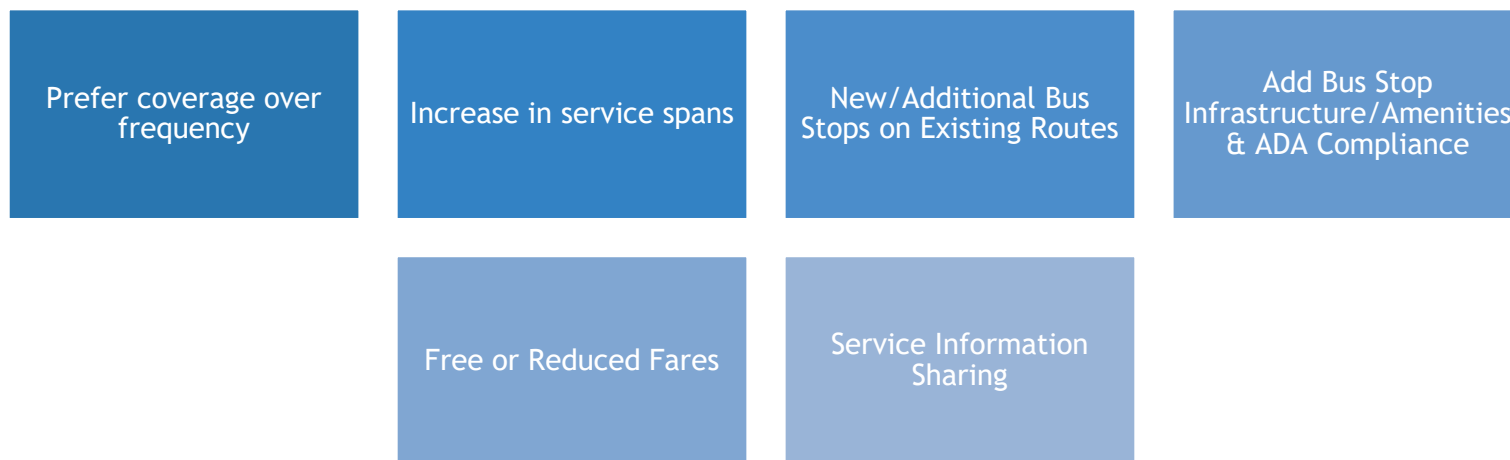 Prefer coverage over
frequency
Increase in service spans
New/Additional Bus
Stops on Existing Routes
Add Bus Stop
Infrastructure/Amenities
& ADA Compliance
Free or Reduced Fares
Service Information
Sharing